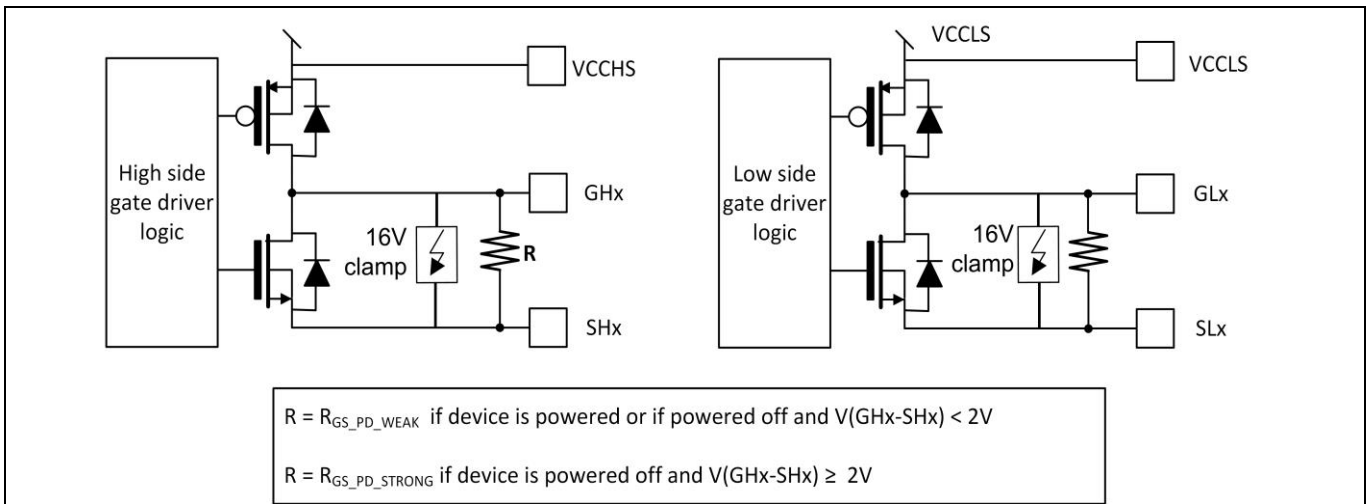 High side
gate driver
logic
VCCHS
GHx
16V
clamp
R
SHx
VCCLS
Low side
gate driver
logic
VCCLS
GLx
16V
clamp
SLx
R = R_GS_PD_WEAK if device is powered or if powered off and V(GHx-SHx) < 2V
R = R_GS_PD_STRONG if device is powered off and V(GHx-SHx) ≥ 2V